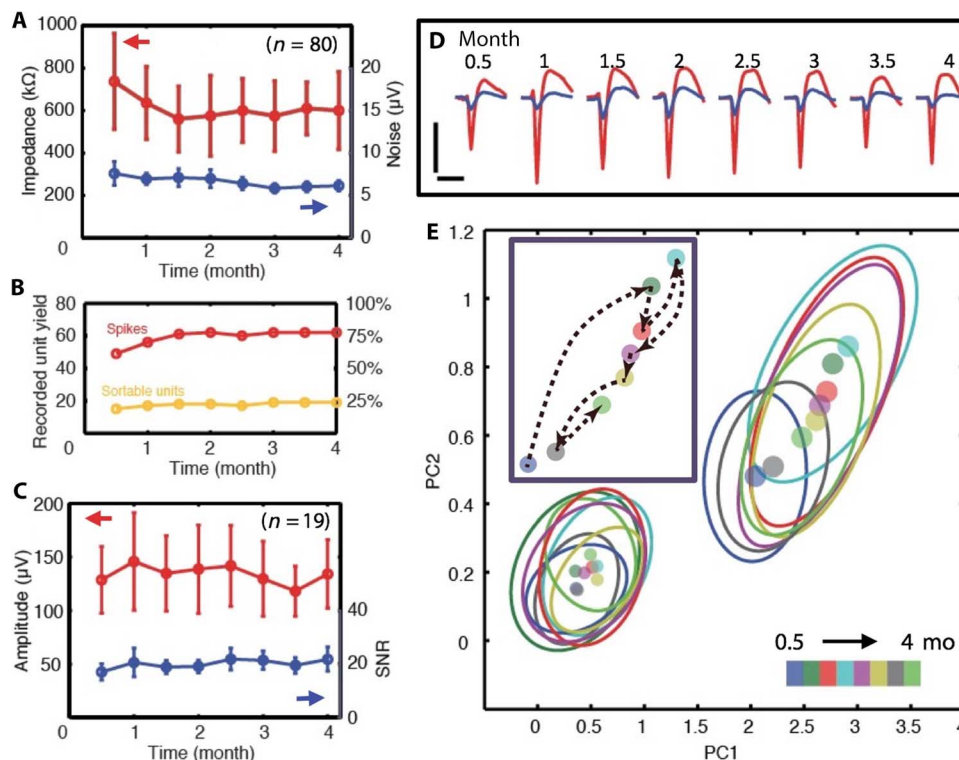 A
(n = 80)
1000
800
600
400
200
0
Impedance (kΩ)
20
15
10
5
0
Noise (µV)
1 2 3 4
Time (month)
B
80
60
40
20
0
Recorded unit yield
Spikes
Sortable units
100%
75%
50%
25%
1 2 3 4
Time (month)
C
(n = 19)
200
150
100
50
Amplitude (µV)
40
20
0
SNR
0
1 2 3 4
Time (month)
D Month
0.5 1 1.5 2 2.5 3 3.5 4
E
1.2
1
0.8
0.6
0.4
0.2
0
PC2
0.5 4 mo
0 0.5 1 1.5 2 2.5 3 3.5 4
PC1